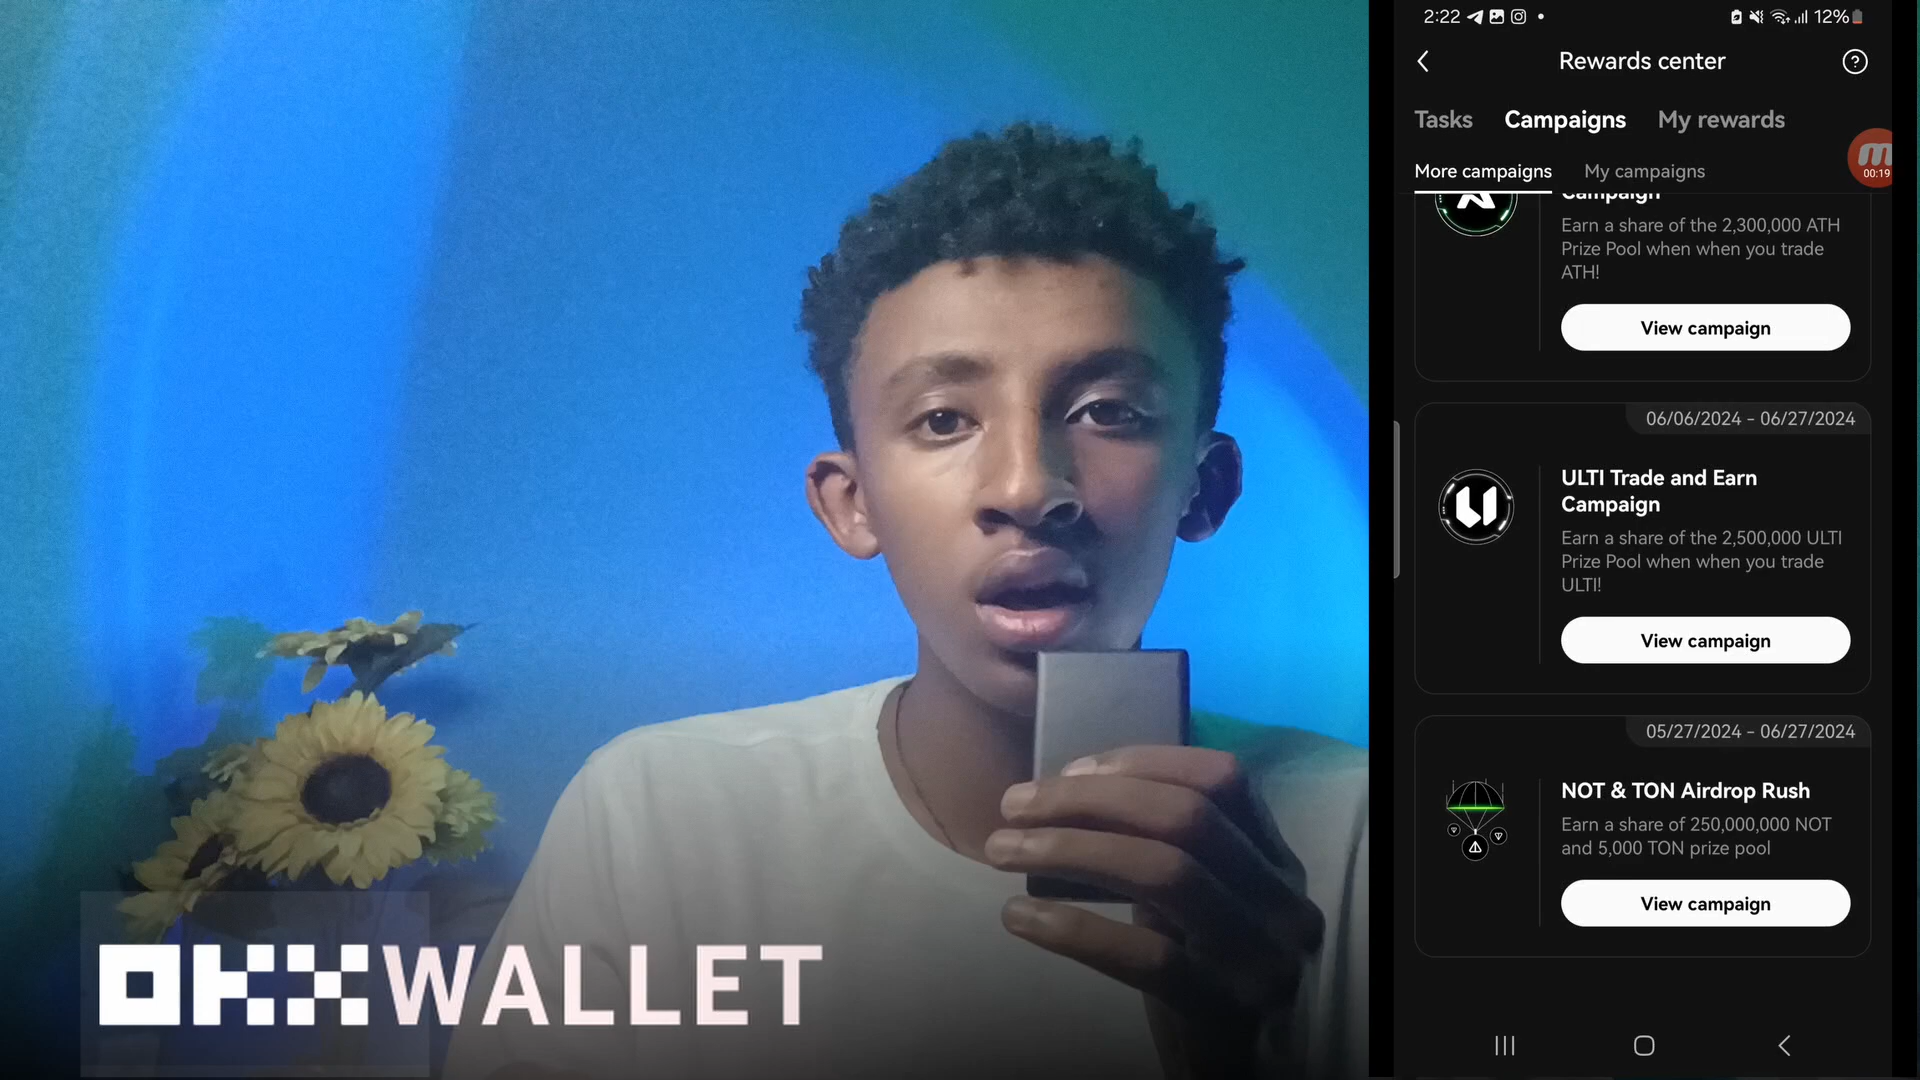 OKX WALLET
2:22
12%
Rewards center
Tasks Campaigns My rewards
More campaigns My campaigns
00:19
Campaign
Earn a share of the 2,300,000 ATH
Prize Pool when when you trade
ATH!
View campaign
06/06/2024 - 06/27/2024
ULTI Trade and Earn
Campaign
Earn a share of the 2,500,000 ULTI
Prize Pool when when you trade
ULTI!
View campaign
05/27/2024 - 06/27/2024
NOT & TON Airdrop Rush
Earn a share of 250,000,000 NOT
and 5,000 TON prize pool
View campaign